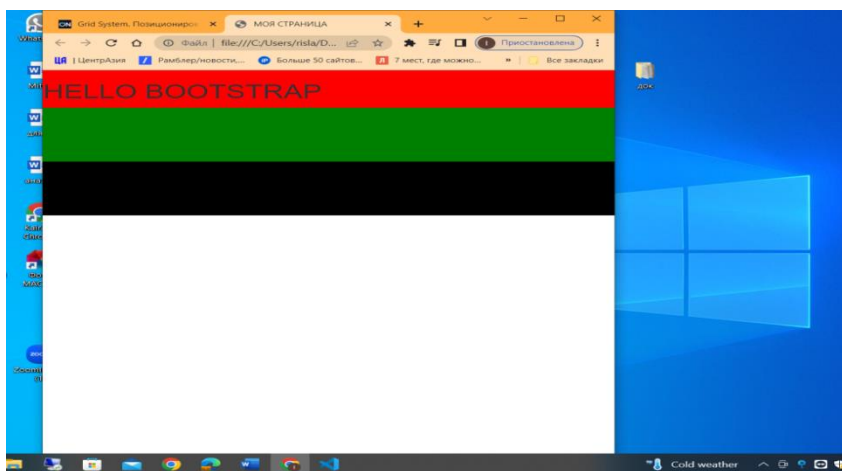 Grid System. Позициониров
МОЯ СТРАНИЦА
Файл | file:///C:/Users/risla/D...
Приостановлена
ЦЯ | ЦентрАзия
Рамблер/новости,...
Больше 50 сайтов...
7 мест, где можно...
»
Все закладки
HELLO BOOTSTRAP
док
Cold weather